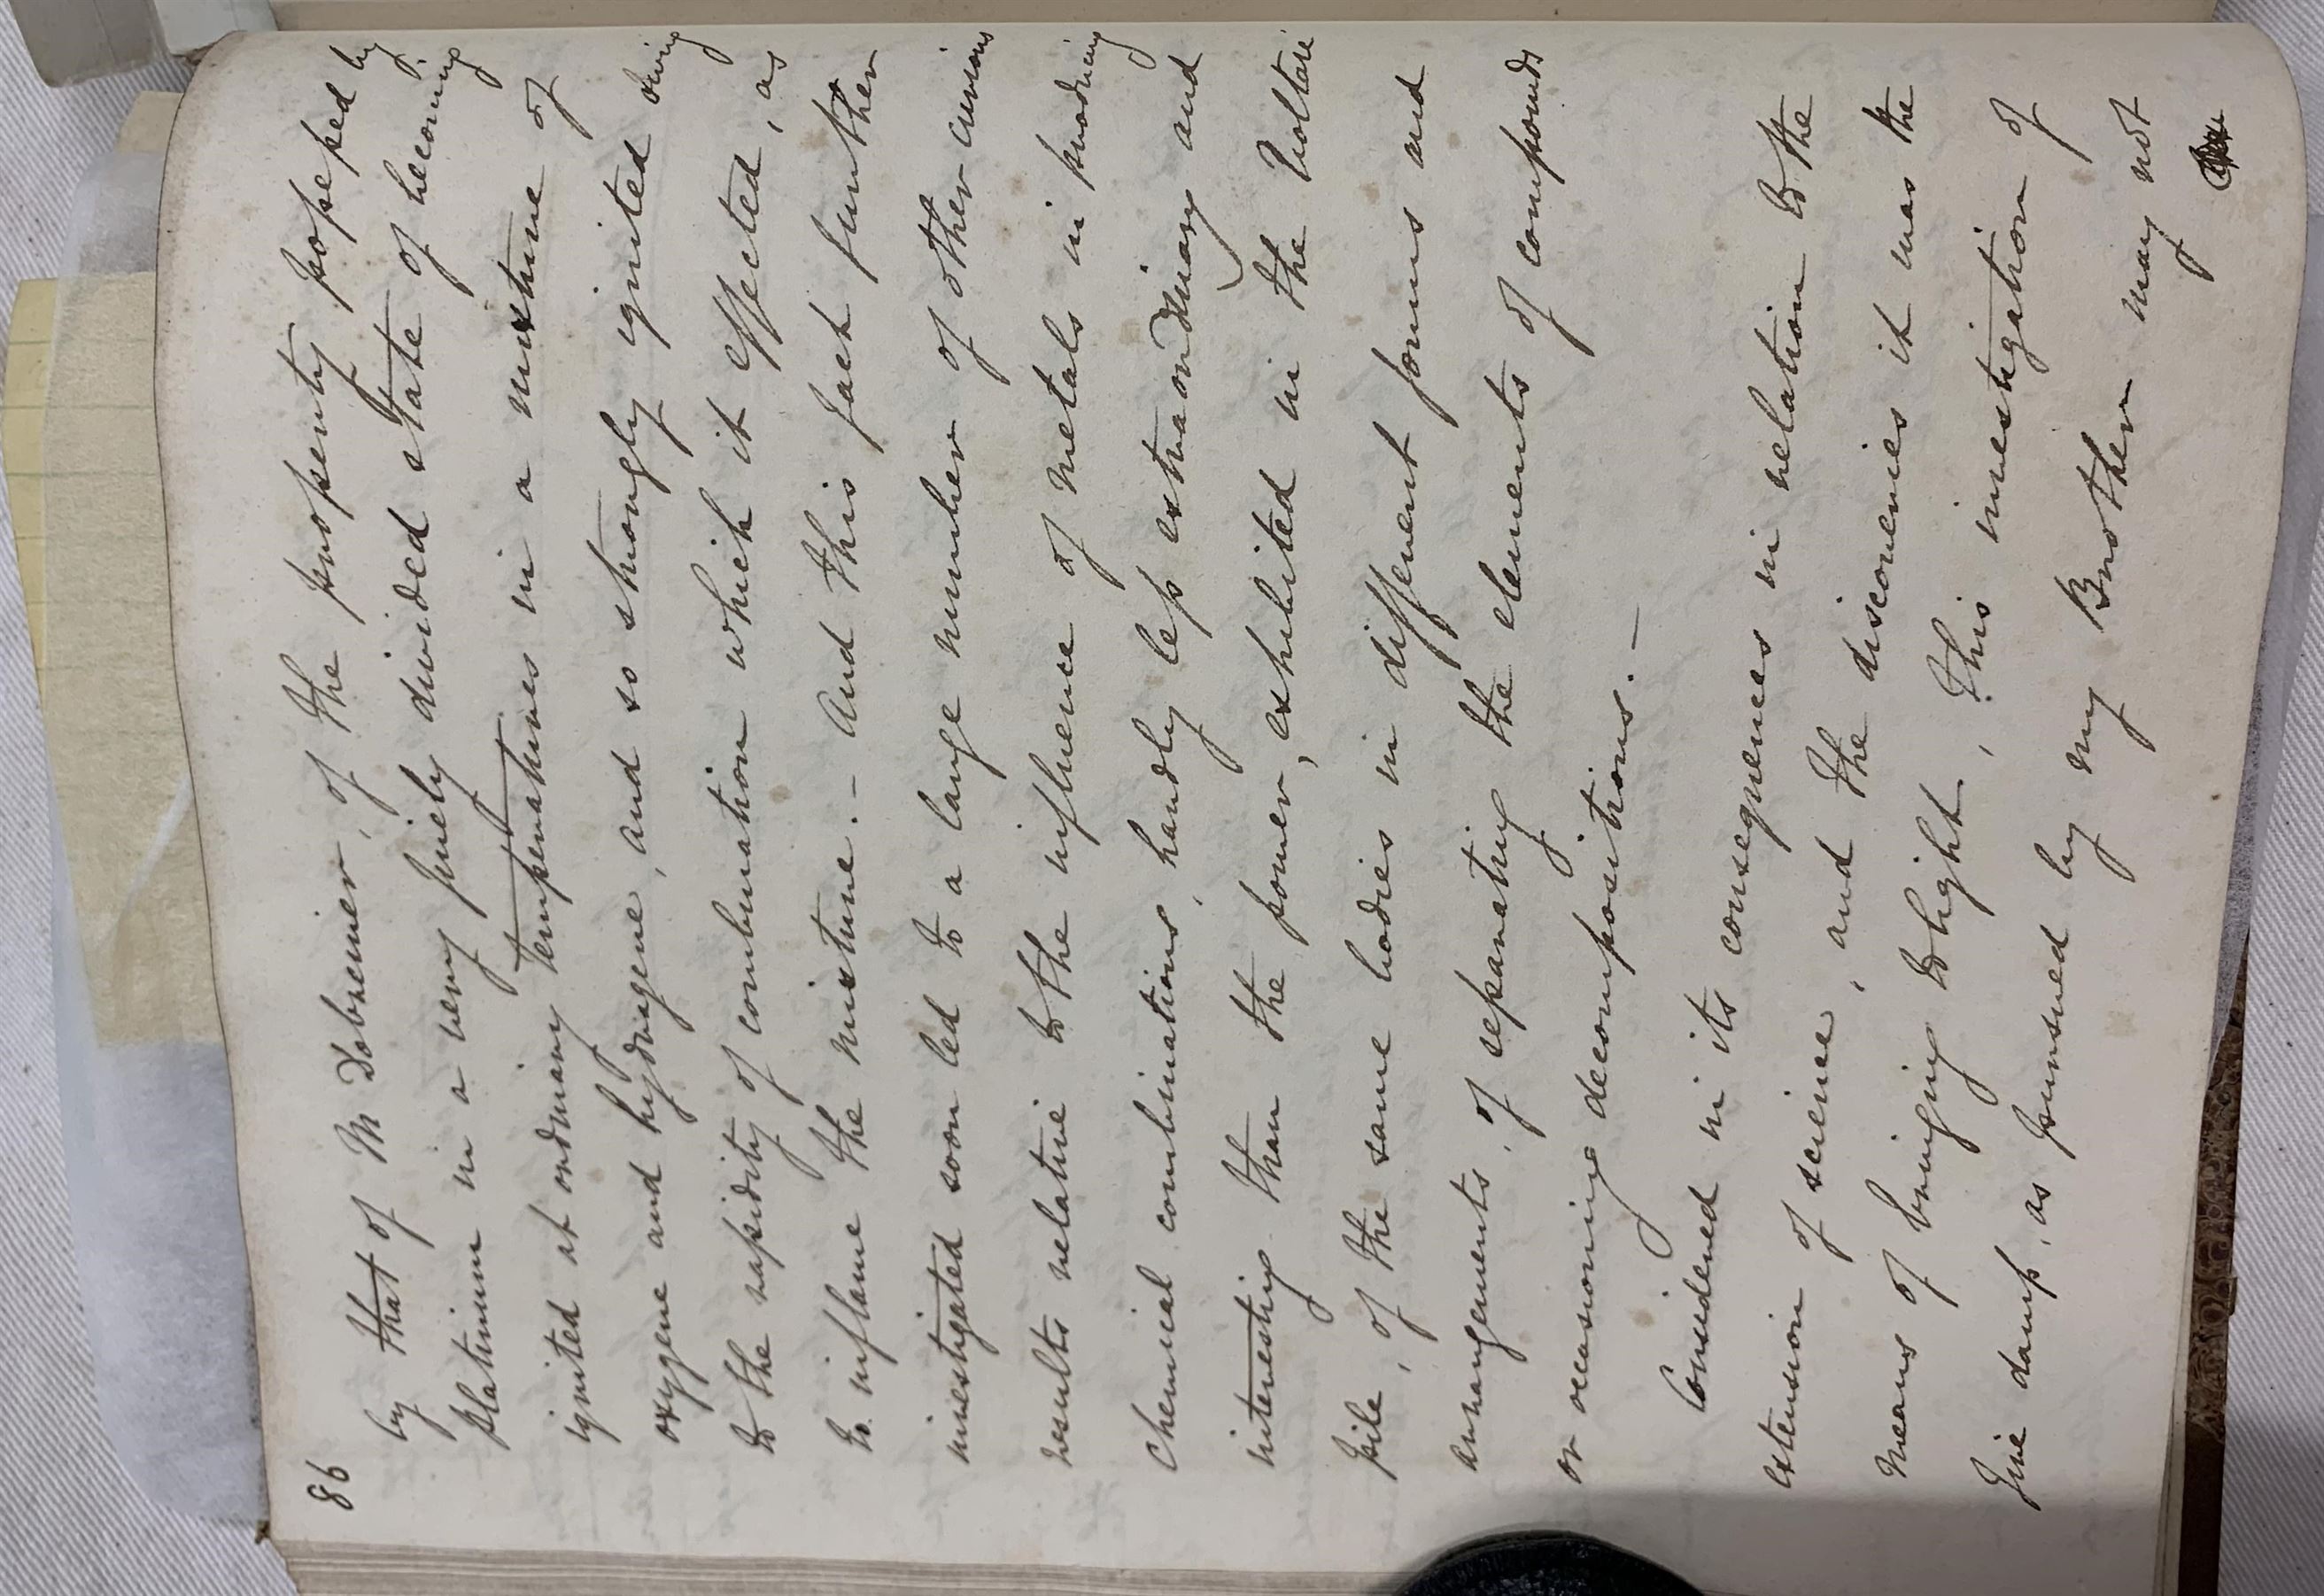 86
by that of M Dobreiner, of the property possessed by
platinum in a very finely divided state of becoming
ignited at ordinary temperatures in a mixture of
oxygene and hydrogene, and so strongly ignited owing
to the rapidity of combination which it effected, as
to inflame the mixture. – And this fact further
investigated soon led to a large number of other curious
results relative to the influence of metals in producing
chemical combinations, hardly less extraordinary and
interesting than the power, exhibited in the Voltaic
pile, of the same bodies in different forms and
arrangements, of separating the elements of compounds
or occasioning decompositions. –
Considered in its consequences in relation to the
extension of science, and the discoveries it was the
means of bringing to light, this investigation of
fire damp, as pursued by my Brother may not